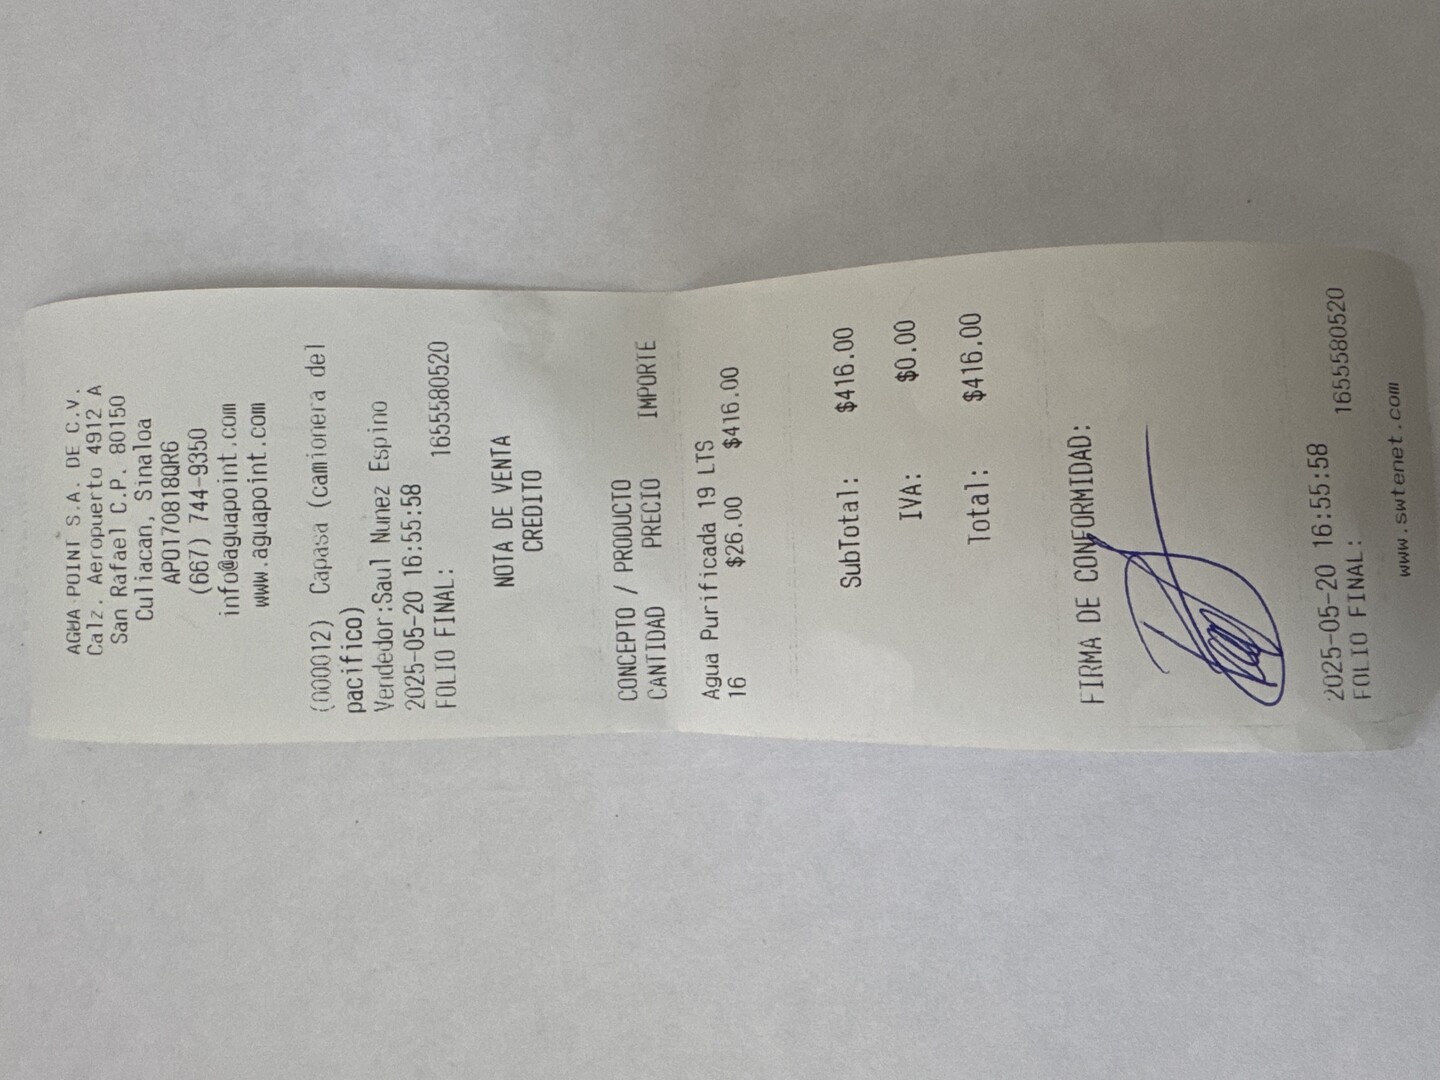 AGUA POINT S.A. DE C.V.
Calz. Aeropuerto 4912 A
San Rafael C.P. 80150
Culiacan, Sinaloa
APO170818QR6
(667) 744-9350
info@aguapoint.com
www.aguapoint.com
(000012) Capasa (camionera del
pacifico)
Vendedor:Saul Nunez Espino
2025-05-20 16:55:58
FOLIO FINAL: 1655580520
NOTA DE VENTA
CREDITO
CONCEPTO / PRODUCTO
CANTIDAD PRECIO IMPORTE
Agua Purificada 19 LTS
16 $26.00 $416.00
SubTotal: $416.00
IVA: $0.00
Total: $416.00
FIRMA DE CONFORMIDAD:
2025-05-20 16:55:58
FOLIO FINAL: 1655580520
www.swtenet.com